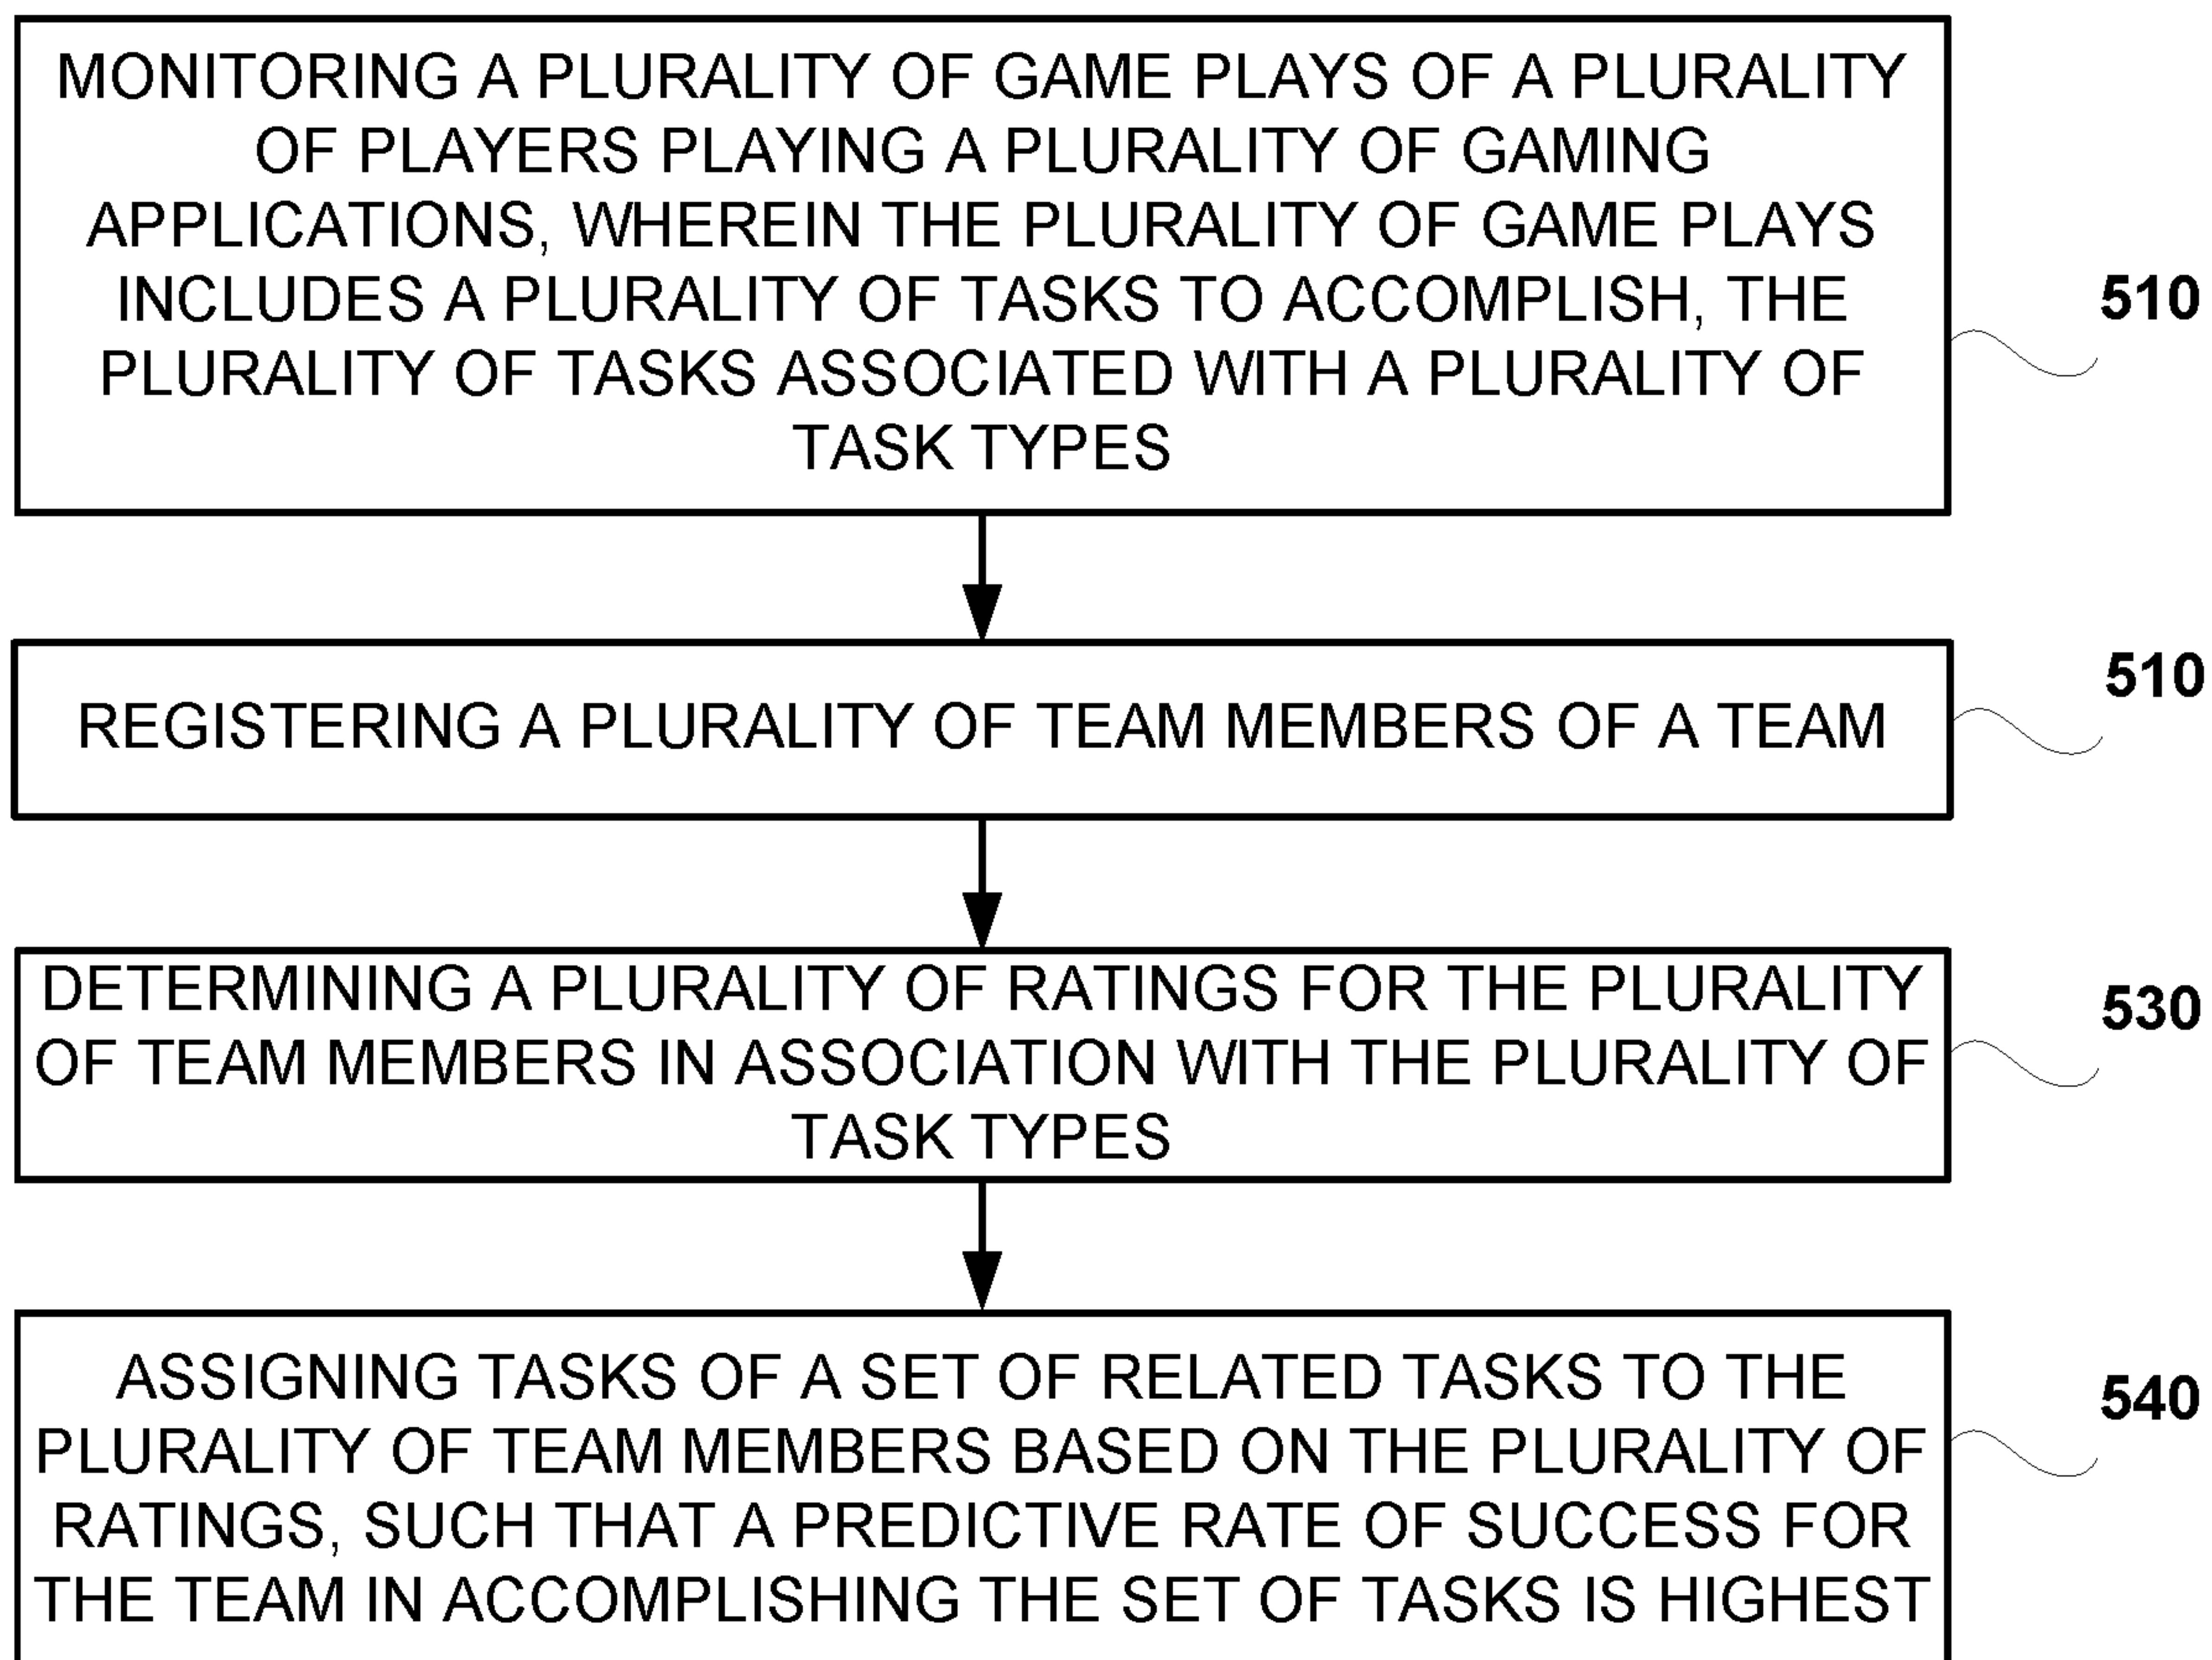 MONITORING A PLURALITY OF GAME PLAYS OF A PLURALITY
OF PLAYERS PLAYING A PLURALITY OF GAMING
APPLICATIONS, WHEREIN THE PLURALITY OF GAME PLAYS
INCLUDES A PLURALITY OF TASKS TO ACCOMPLISH, THE
PLURALITY OF TASKS ASSOCIATED WITH A PLURALITY OF
TASK TYPES
510
REGISTERING A PLURALITY OF TEAM MEMBERS OF A TEAM
510
DETERMINING A PLURALITY OF RATINGS FOR THE PLURALITY
OF TEAM MEMBERS IN ASSOCIATION WITH THE PLURALITY OF
TASK TYPES
530
ASSIGNING TASKS OF A SET OF RELATED TASKS TO THE
PLURALITY OF TEAM MEMBERS BASED ON THE PLURALITY OF
RATINGS, SUCH THAT A PREDICTIVE RATE OF SUCCESS FOR
THE TEAM IN ACCOMPLISHING THE SET OF TASKS IS HIGHEST
540